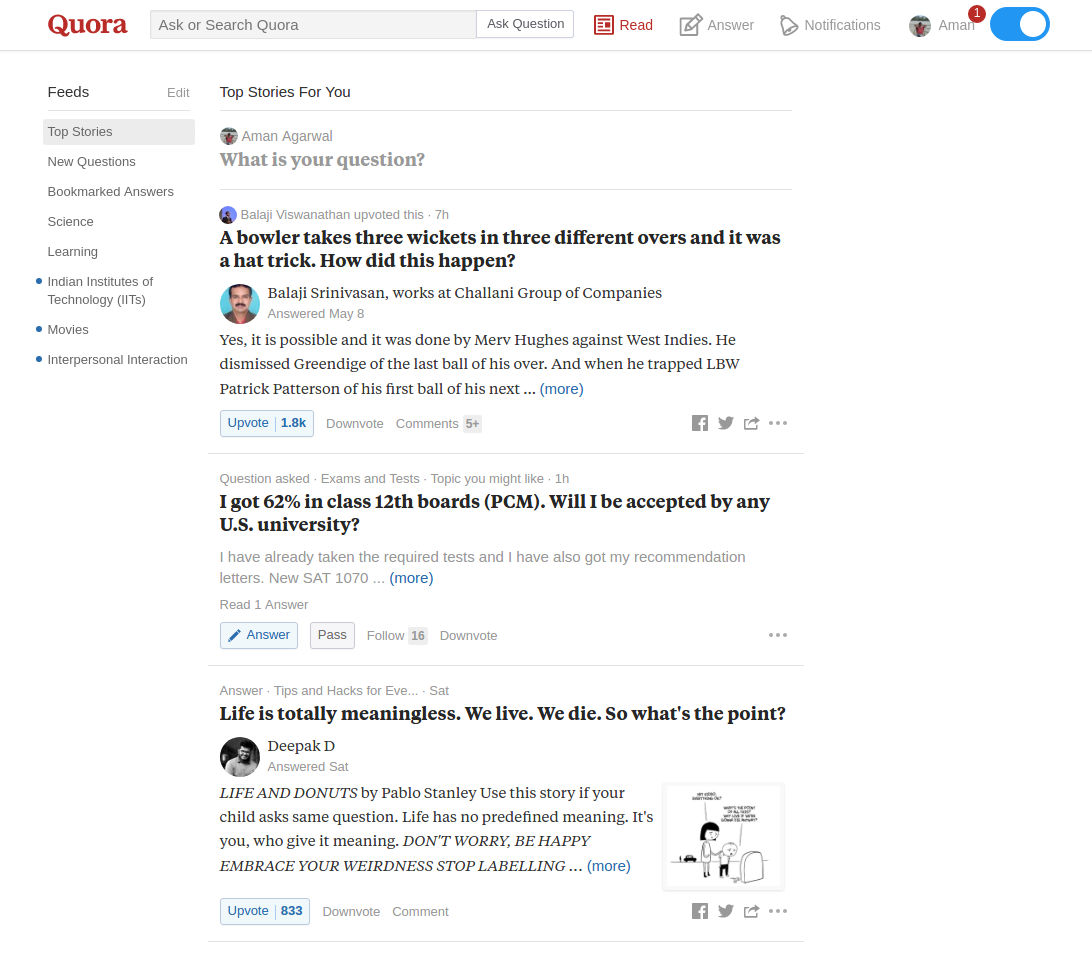 Quora
Ask or Search Quora
Ask Question
Read
Answer
Notifications
Aman
1
Feeds
Edit
Top Stories
New Questions
Bookmarked Answers
Science
Learning
Indian Institutes of
Technology (IITs)
Movies
Interpersonal Interaction
Top Stories For You
Aman Agarwal
What is your question?
Balaji Viswanathan upvoted this · 7h
A bowler takes three wickets in three different overs and it was
a hat trick. How did this happen?
Balaji Srinivasan, works at Challani Group of Companies
Answered May 8
Yes, it is possible and it was done by Merv Hughes against West Indies. He
dismissed Greendige of the last ball of his over. And when he trapped LBW
Patrick Patterson of his first ball of his next ... (more)
Upvote 1.8k Downvote Comments 5+
Question asked · Exams and Tests · Topic you might like · 1h
I got 62% in class 12th boards (PCM). Will I be accepted by any
U.S. university?
I have already taken the required tests and I have also got my recommendation
letters. New SAT 1070 ... (more)
Read 1 Answer
Answer Pass Follow 16 Downvote
Answer · Tips and Hacks for Eve... · Sat
Life is totally meaningless. We live. We die. So what's the point?
Deepak D
Answered Sat
LIFE AND DONUTS by Pablo Stanley Use this story if your
child asks same question. Life has no predefined meaning. It's
you, who give it meaning. DON'T WORRY, BE HAPPY
EMBRACE YOUR WEIRDNESS STOP LABELLING ... (more)
Upvote 833 Downvote Comment